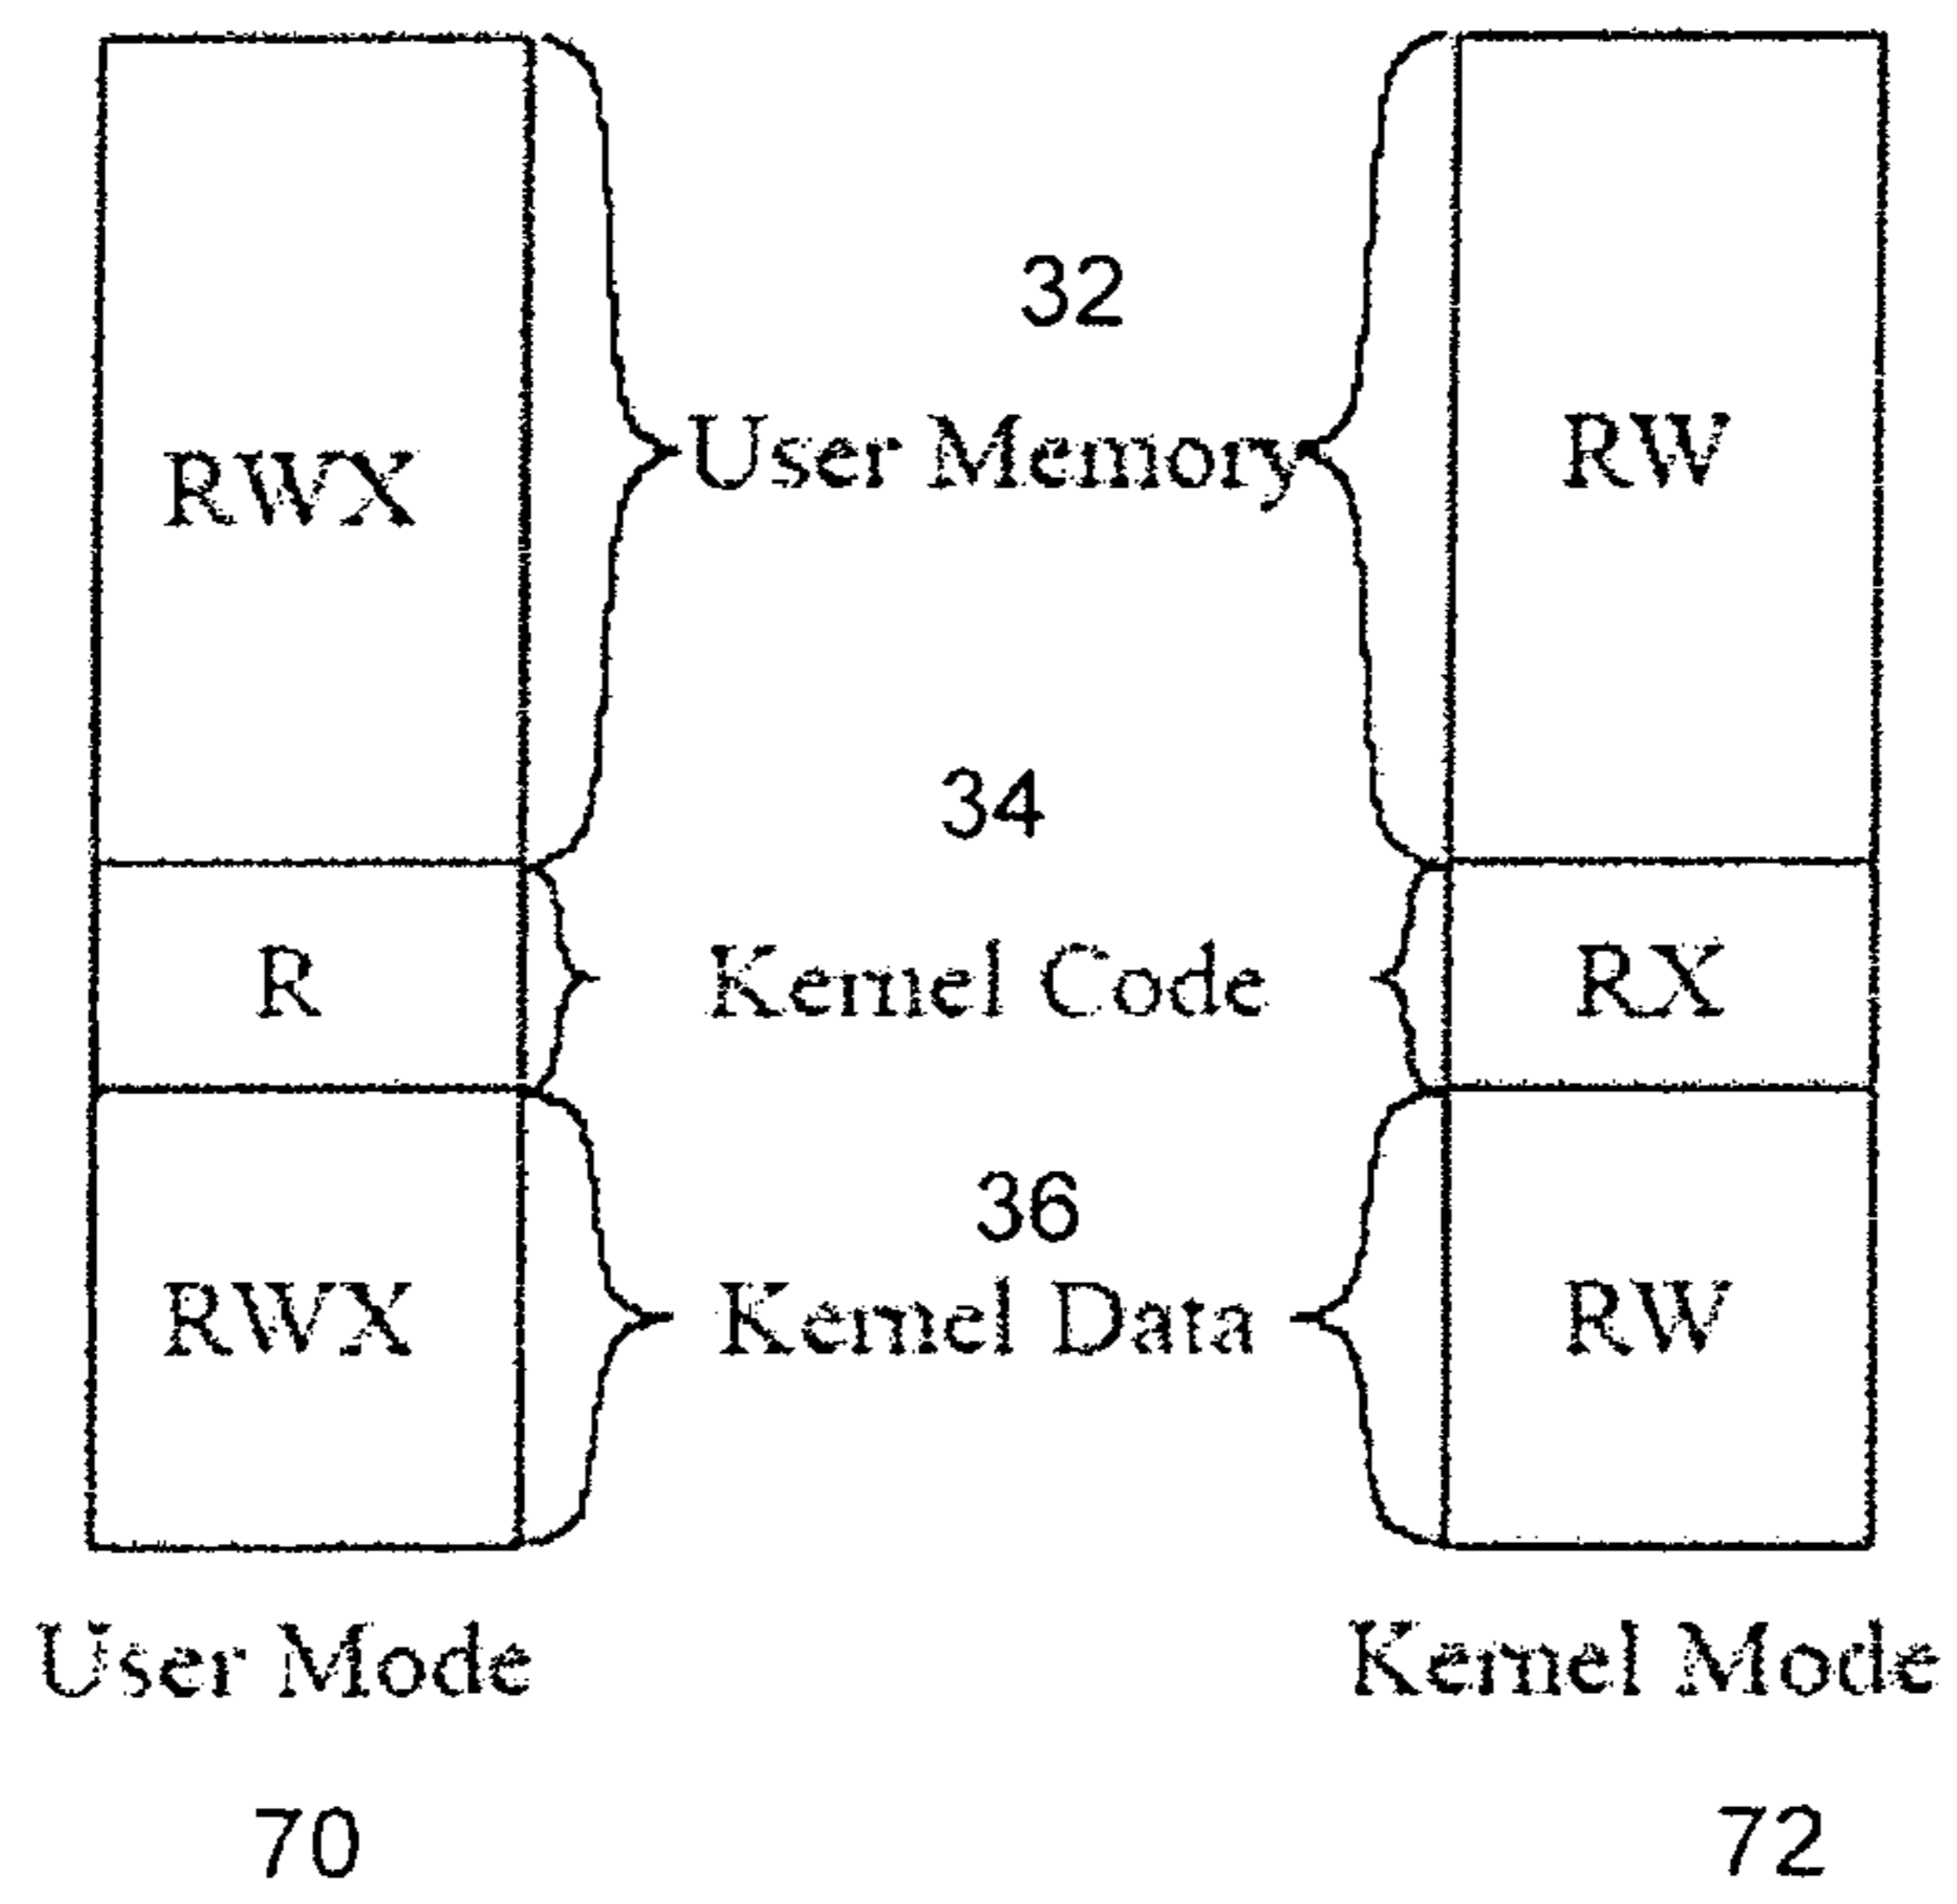 32
RWX User Memory RW
34
R Kernel Code RX
36
RWX Kernel Data RW
User Mode Kernel Mode
70 72